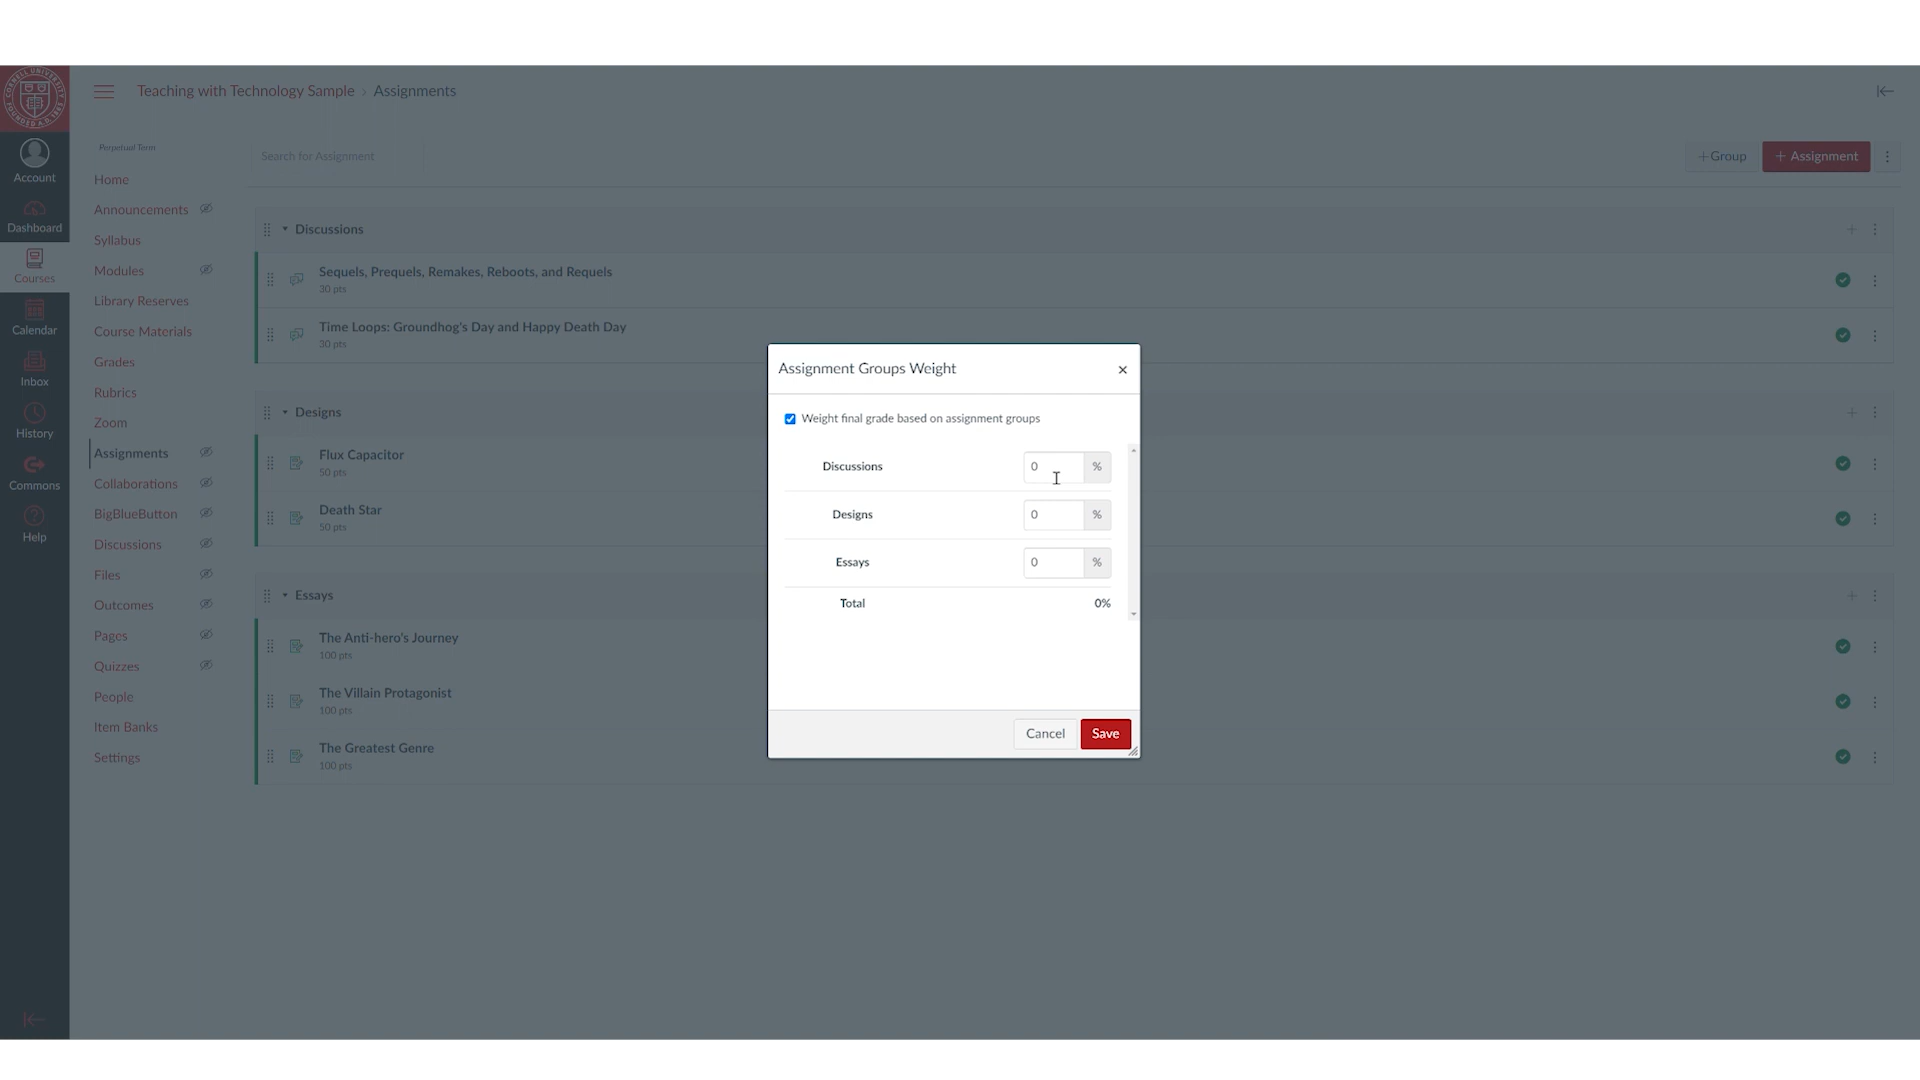 Teaching with Technology Sample › Assignments
Account
Dashboard
Courses
Calendar
Inbox
History
Commons
Help
Perpetual Term
Home
Announcements
Syllabus
Modules
Library Reserves
Course Materials
Grades
Rubrics
Zoom
Assignments
Collaborations
BigBlueButton
Discussions
Files
Outcomes
Pages
Quizzes
People
Item Banks
Settings
Search for Assignment
+ Group
+ Assignment
Discussions
Sequels, Prequels, Remakes, Reboots, and Requels
30 pts
Time Loops: Groundhog's Day and Happy Death Day
30 pts
Designs
Flux Capacitor
50 pts
Death Star
50 pts
Essays
The Anti-hero's Journey
100 pts
The Villain Protagonist
100 pts
The Greatest Genre
100 pts
Assignment Groups Weight
Weight final grade based on assignment groups
Discussions 0 %
Designs 0 %
Essays 0 %
Total 0%
Cancel Save